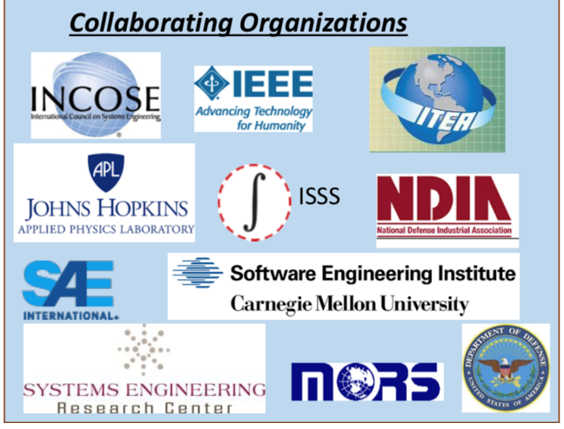 Collaborating Organizations
INCOSE
International Council on Systems Engineering
IEEE
Advancing Technology
for Humanity
ITEA
APL
JOHNS HOPKINS
APPLIED PHYSICS LABORATORY
ISSS
NDIA
National Defense Industrial Association
SAE
INTERNATIONAL®
Software Engineering Institute
Carnegie Mellon University
SYSTEMS ENGINEERING
Research Center
MORS
DEPARTMENT OF DEFENSE
UNITED STATES OF AMERICA